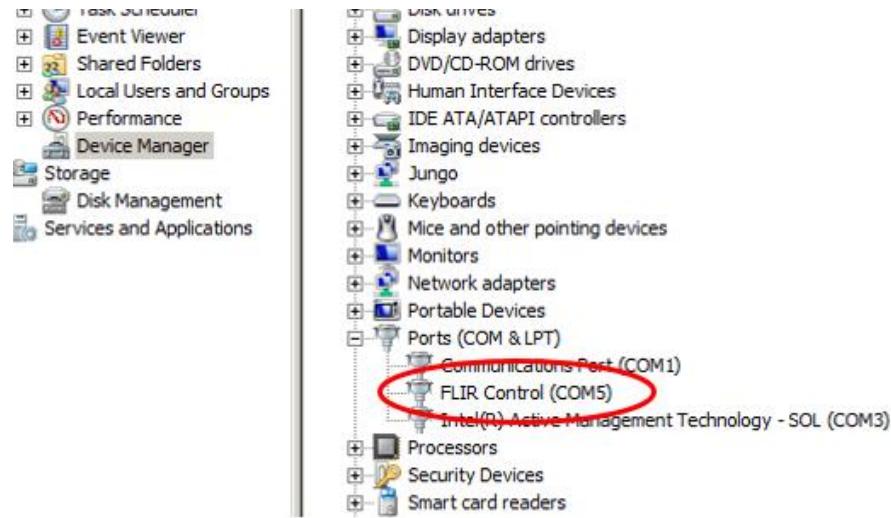 Task Scheduler
Event Viewer
Shared Folders
Local Users and Groups
Performance
Device Manager
Storage
Disk Management
Services and Applications
Disk drives
Display adapters
DVD/CD-ROM drives
Human Interface Devices
IDE ATA/ATAPI controllers
Imaging devices
Jungo
Keyboards
Mice and other pointing devices
Monitors
Network adapters
Portable Devices
Ports (COM & LPT)
Communications Port (COM1)
FLIR Control (COM5)
Intel(R) Active Management Technology - SOL (COM3)
Processors
Security Devices
Smart card readers